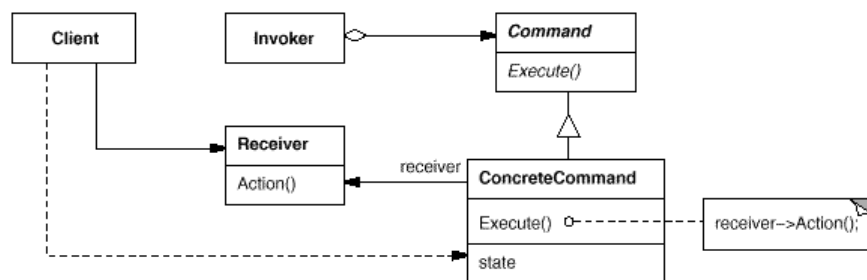 Client
Invoker
Command
Execute()
Receiver
Action()
receiver
ConcreteCommand
Execute()
receiver->Action();
state